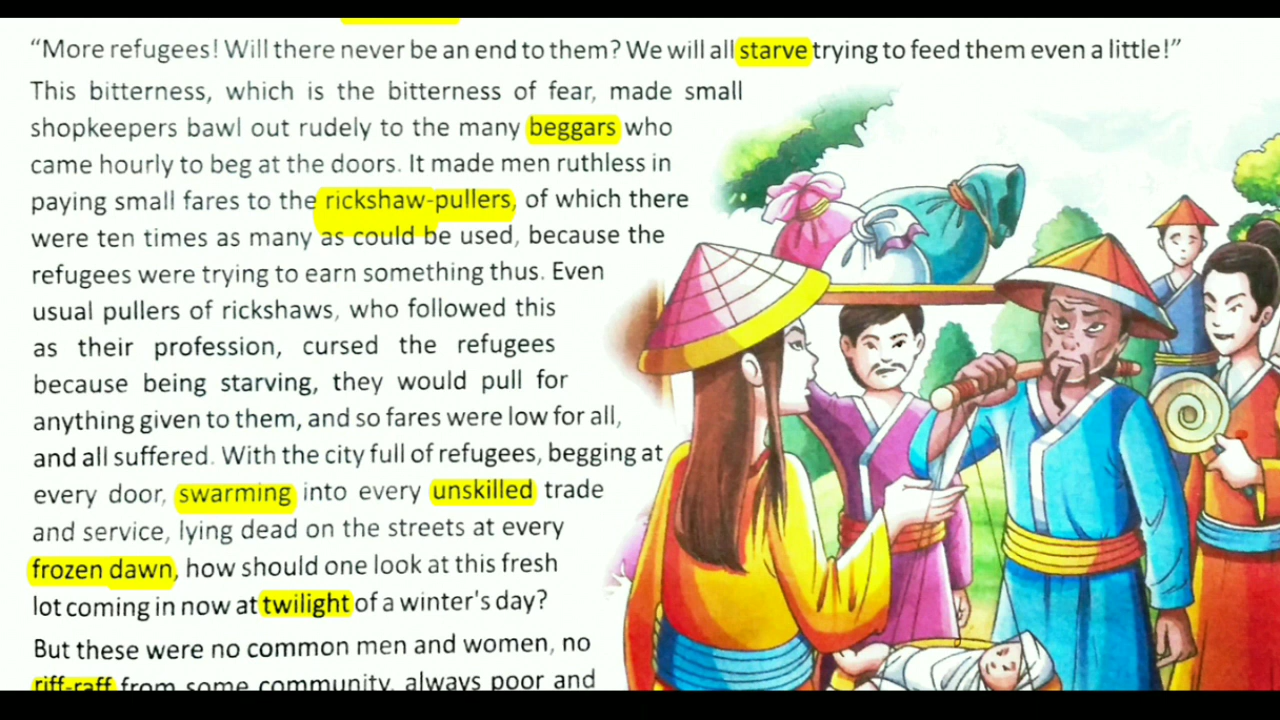 “More refugees! Will there never be an end to them? We will all starve trying to feed them even a little!”
This bitterness, which is the bitterness of fear, made small
shopkeepers bawl out rudely to the many beggars who
came hourly to beg at the doors. It made men ruthless in
paying small fares to the rickshaw-pullers, of which there
were ten times as many as could be used, because the
refugees were trying to earn something thus. Even
usual pullers of rickshaws, who followed this
as their profession, cursed the refugees
because being starving, they would pull for
anything given to them, and so fares were low for all,
and all suffered. With the city full of refugees, begging at
every door, swarming into every unskilled trade
and service, lying dead on the streets at every
frozen dawn, how should one look at this fresh
lot coming in now at twilight of a winter's day?
But these were no common men and women, no
riff-raff from some community, always poor and